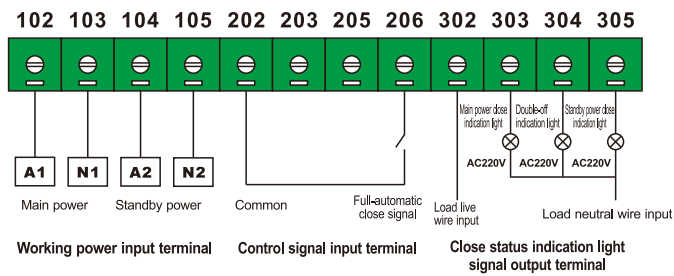 102 103 104 105 202 203 205 206 302 303 304 305
Main power close indication light
Double-off indication light
Standby power close indication light
AC220V AC220V AC220V
A1 N1 A2 N2
Main power Standby power Common
Full-automatic
close signal
Load live
wire input
Load neutral wire input
Working power input terminal Control signal input terminal
Close status indication light
signal output terminal